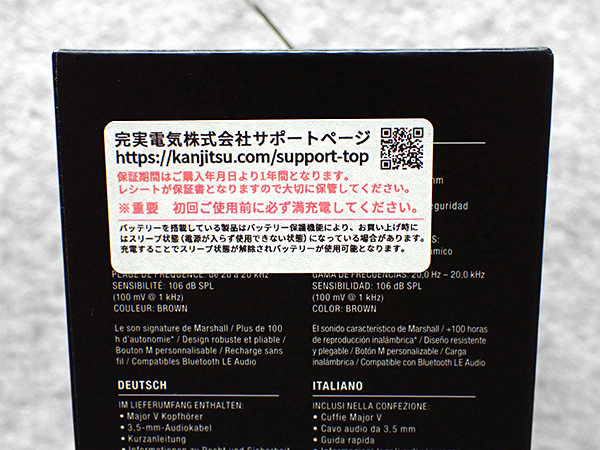 完実電気株式会社サポートページ
https://kanjitsu.com/support-top
保証期間はご購入年月日より1年間となります。
レシートが保証書となりますので大切に保管してください。
※重要 初回ご使用前に必ず満充電してください。
バッテリーを搭載している製品はバッテリー保護機能により、お買い上げ時に
はスリープ状態(電源が入らず使用できない状態)になっている場合があります。
充電することでスリープ状態が解除されバッテリーが使用可能となります。
PLAGE DE FRÉQUENCE: de 20 à 20 kHz
SENSIBILITÉ: 106 dB SPL
(100 mV @ 1 kHz)
COULEUR: BROWN
Le son signature de Marshall / Plus de 100
h d'autonomie* / Design robuste et pliable /
Bouton M personnalisable / Recharge sans
fil / Compatibles Bluetooth LE Audio
DEUTSCH
IM LIEFERUMFANG ENTHALTEN:
• Major V Kopfhörer
• 3,5-mm-Audiokabel
• Kurzanleitung
• Informationen zu Recht und Sicherheit
GAMA DE FRECUENCIAS: 20,0 Hz – 20,0 kHz
SENSIBILIDAD: 106 dB SPL
(100 mV @ 1 kHz)
COLOR: BROWN
El sonido característico de Marshall / +100 horas
de reproducción inalámbrica* / Diseño resistente
y plegable / Botón M personalizable / Carga
inalámbrica / Compatible con Bluetooth LE Audio
ITALIANO
INCLUSI NELLA CONFEZIONE:
• Cuffie Major V
• Cavo audio da 3,5 mm
• Guida rapida